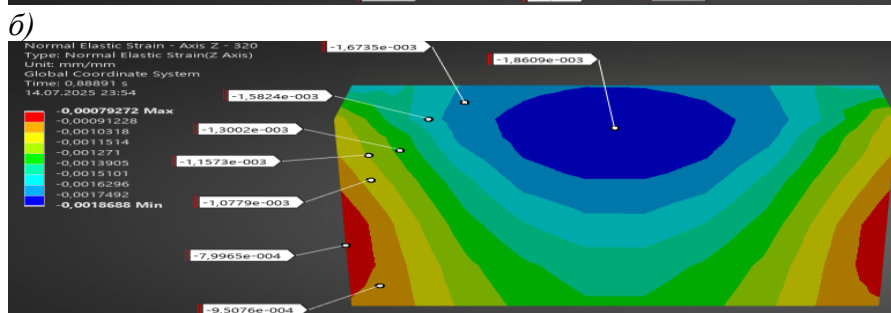 б)
Normal Elastic Strain - Axis Z - 320
Type: Normal Elastic Strain(Z Axis)
Unit: mm/mm
Global Coordinate System
Time: 0,88891 s
14.07.2025 23:54
-0,00079272 Max
-0,00091228
-0,0010318
-0,0011514
-0,001271
-0,0013905
-0,0015101
-0,0016296
-0,0017492
-0,0018688 Min
-1,6735e-003
-1,8609e-003
-1,5824e-003
-1,3002e-003
-1,1573e-003
-1,0779e-003
-7,9965e-004
-9,5076e-004